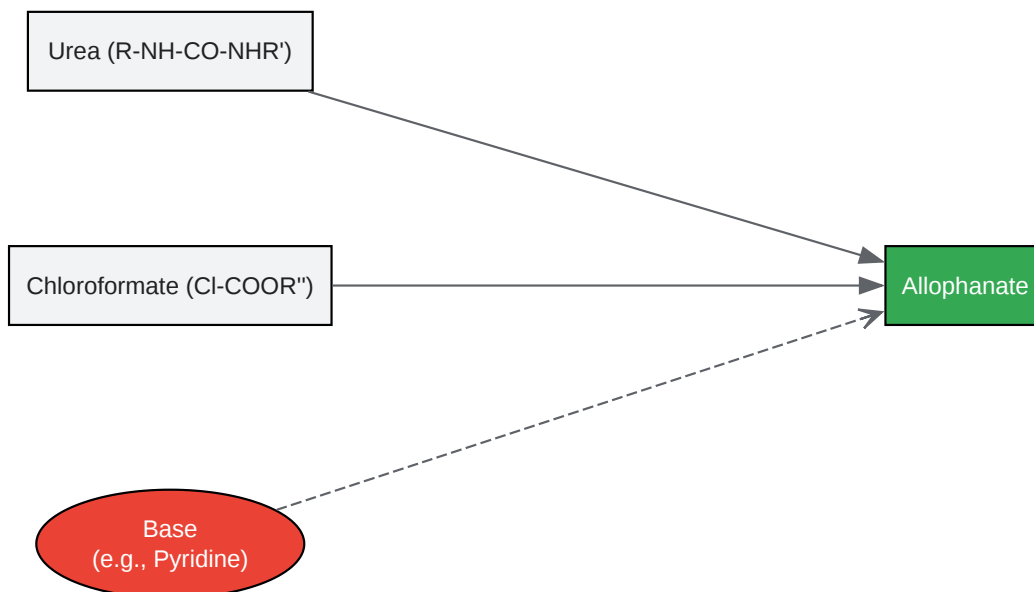 Urea (R-NH-CO-NHR')
Chloroformate (Cl-COOR")
Allophanate
Base
(e.g., Pyridine)